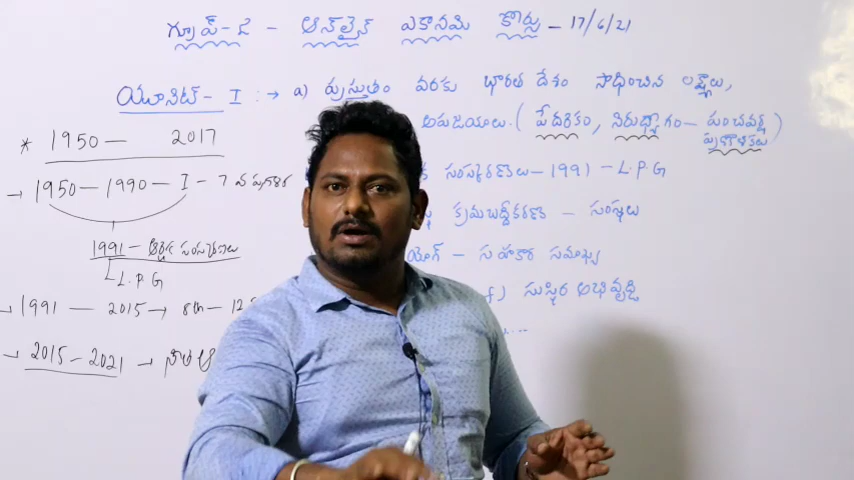 గ్రూప్-2 - ఆన్‌లైన్ ఎకానమి కోర్సు - 17/6/21
యూనిట్ - I :→ a) ప్రస్తుతం వరకు భారత దేశం సాధించిన లక్ష్యాలు,
అపజయాలు. (పేదరికం, నిరుద్యోగం - పంచవర్ష
ప్రణాళికలు)
* 1950 - 2017
సంస్కరణలు - 1991 - L.P.G
→ 1950 - 1990 - I - 7 వ
క్రమబద్దీకరణ - సంస్థలు
1991 - ఆర్థిక సంస్కరణలు
L.P.G
- సహకార సమాఖ్య
→ 1991 - 2015 → 8th - 12
f) సుస్థిర అభివృద్ధి
→ 2015 - 2021 →